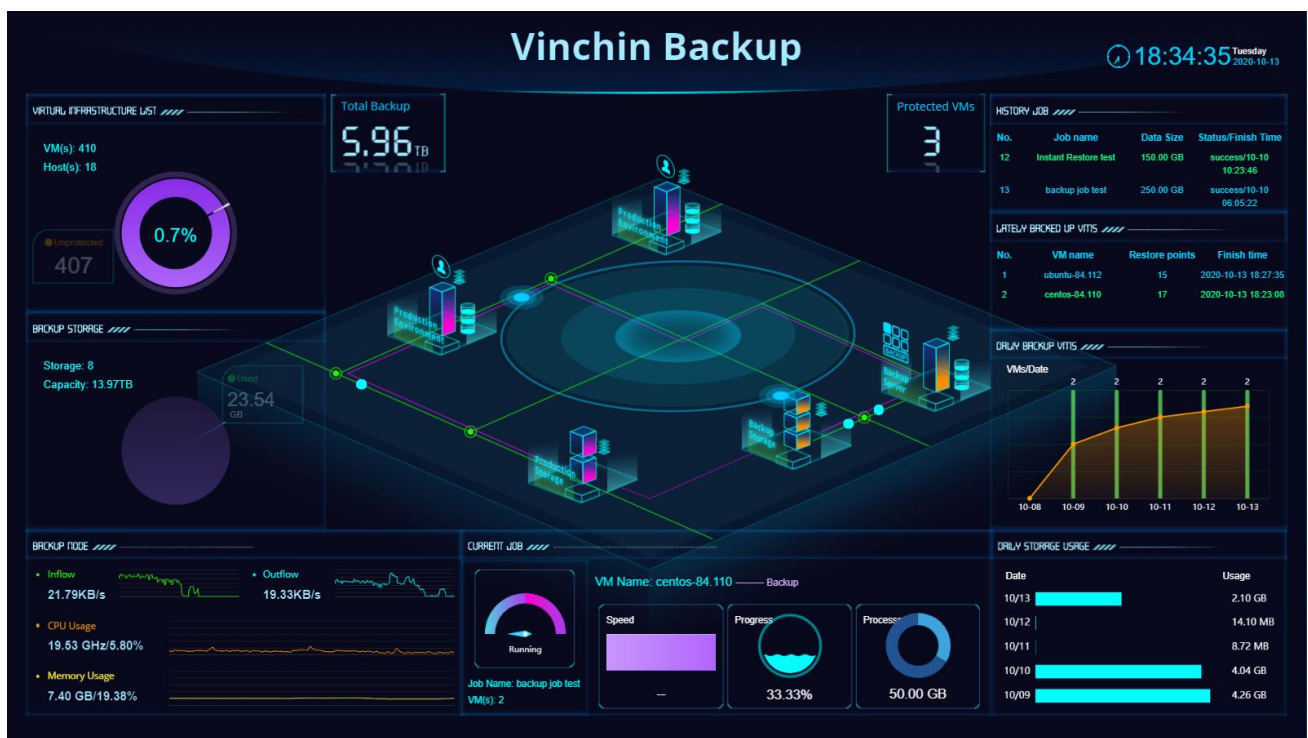 Vinchin Backup
18:34:35
Tuesday
2020-10-13
VIRTUAL INFRASTRUCTURE LIST
VM(s): 410
Host(s): 18
0.7%
Unprotected
407
Total Backup
5.96 TB
Protected VMs
3
BACKUP STORAGE
Storage: 8
Capacity: 13.97TB
Used
23.54
GB
Production
Environment
Production
Environment
BACKUP
Backup
Server
Backup
Storage
Production
Storage
HISTORY JOB
No. Job name Data Size Status/Finish Time
12 Instant Restore test 150.00 GB success/10-10
10:23:46
13 backup job test 250.00 GB success/10-10
06:05:22
LATELY BACKED UP VMS
No. VM name Restore points Finish time
1 ubuntu-84.112 15 2020-10-13 18:27:35
2 centos-84.110 17 2020-10-13 18:23:08
DAILY BACKUP VMS
VMs/Date
2 2 2 2 2
10-08 10-09 10-10 10-11 10-12 10-13
BACKUP NODE
Inflow
21.79KB/s
Outflow
19.33KB/s
CPU Usage
19.53 GHz/5.80%
Memory Usage
7.40 GB/19.38%
CURRENT JOB
Running
Job Name: backup job test
VM(s): 2
VM Name: centos-84.110 Backup
Speed
--
Progress
33.33%
Process
50.00 GB
DAILY STORAGE USAGE
Date Usage
10/13 2.10 GB
10/12 14.10 MB
10/11 8.72 MB
10/10 4.04 GB
10/09 4.26 GB